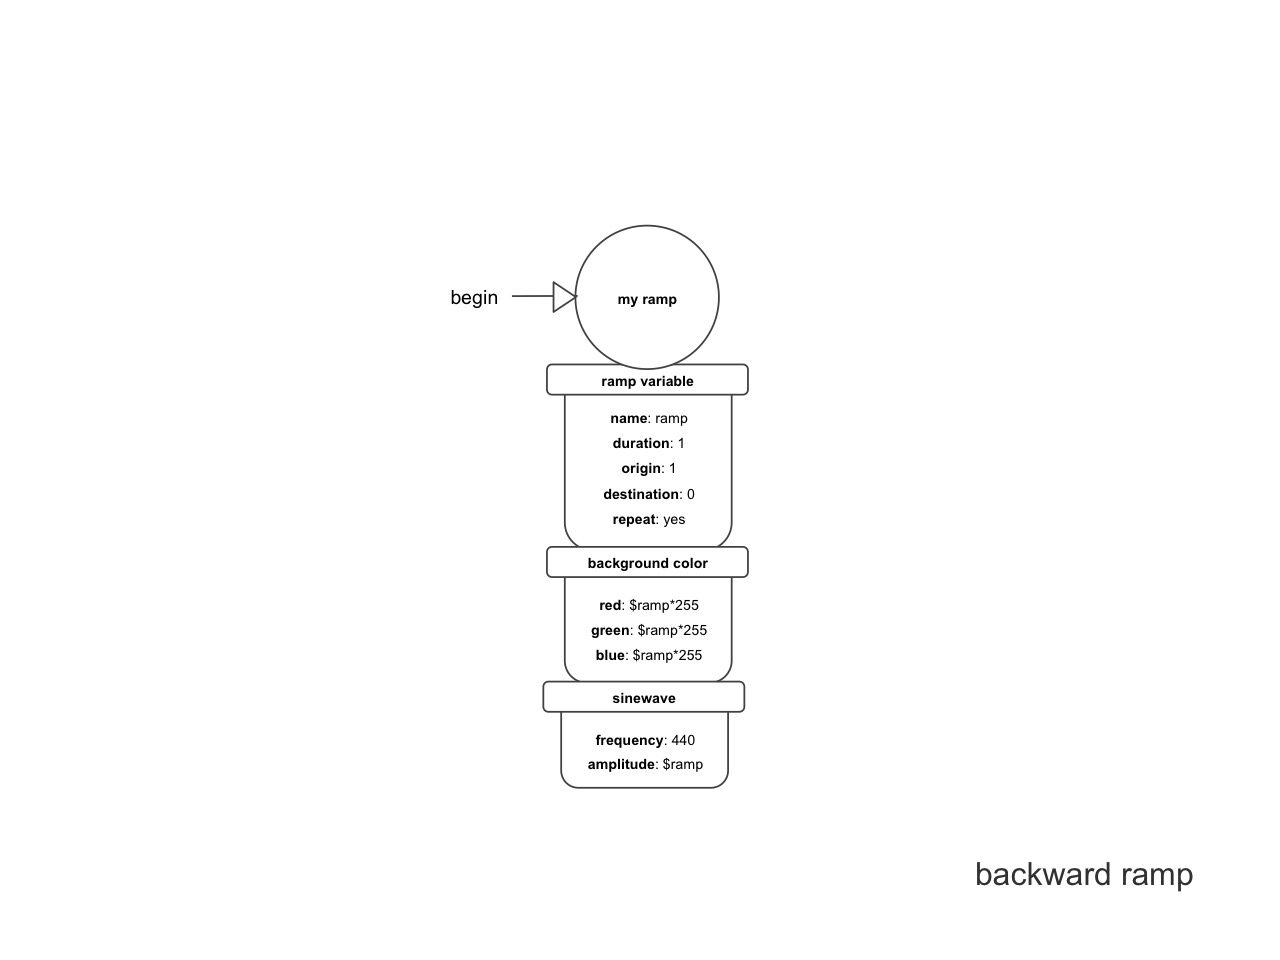 begin
my ramp
ramp variable
name: ramp
duration: 1
origin: 1
destination: 0
repeat: yes
background color
red: $ramp*255
green: $ramp*255
blue: $ramp*255
sinewave
frequency: 440
amplitude: $ramp
backward ramp